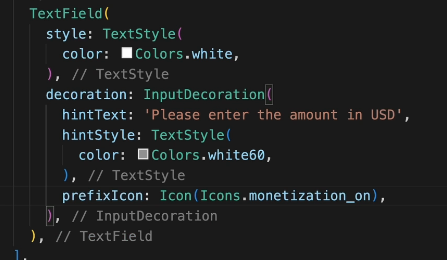 TextField(
  style: TextStyle(
    color: Colors.white,
  ), // TextStyle
  decoration: InputDecoration(
    hintText: 'Please enter the amount in USD',
    hintStyle: TextStyle(
      color: Colors.white60,
    ), // TextStyle
    prefixIcon: Icon(Icons.monetization_on),
  ), // InputDecoration
), // TextField
],